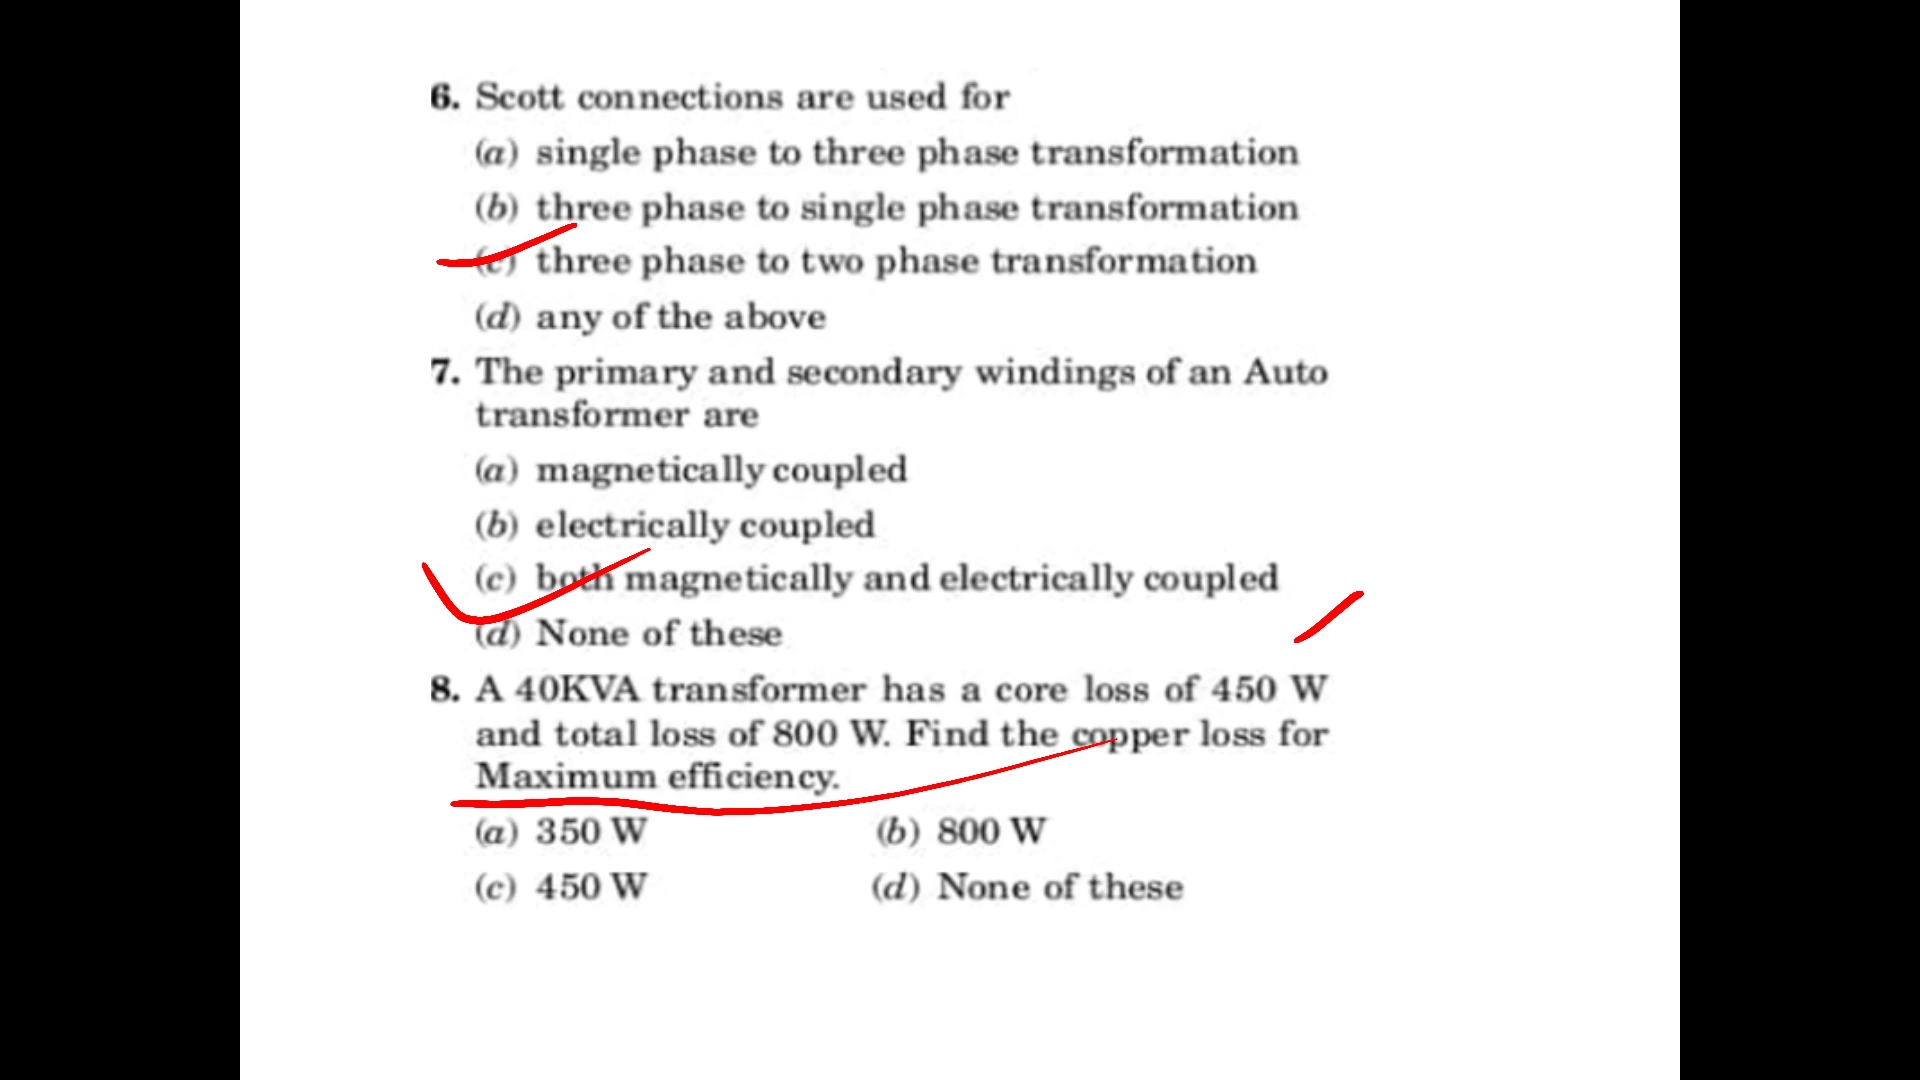 6. Scott connections are used for
(a) single phase to three phase transformation
(b) three phase to single phase transformation
(c) three phase to two phase transformation
(d) any of the above
7. The primary and secondary windings of an Auto
transformer are
(a) magnetically coupled
(b) electrically coupled
(c) both magnetically and electrically coupled
(d) None of these
8. A 40KVA transformer has a core loss of 450 W
and total loss of 800 W. Find the copper loss for
Maximum efficiency.
(a) 350 W (b) 800 W
(c) 450 W (d) None of these